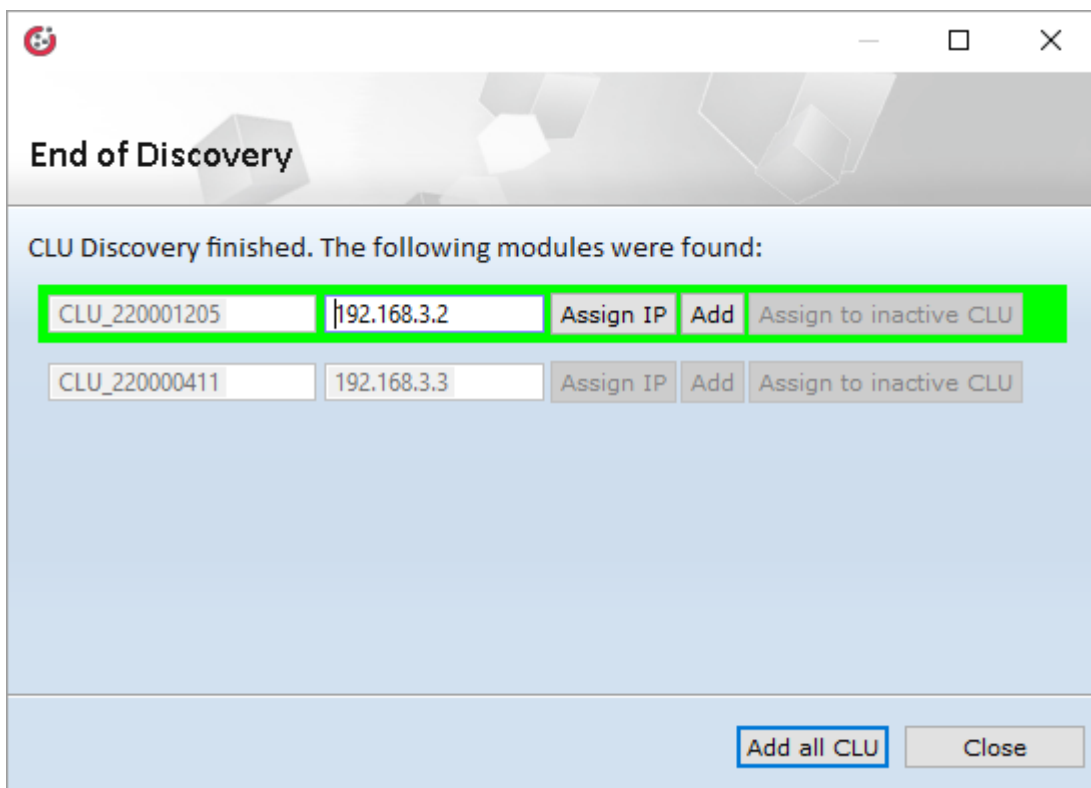 End of Discovery
CLU Discovery finished. The following modules were found:
CLU_220001205 192.168.3.2 Assign IP Add Assign to inactive CLU
CLU_220000411 192.168.3.3 Assign IP Add Assign to inactive CLU
Add all CLU Close